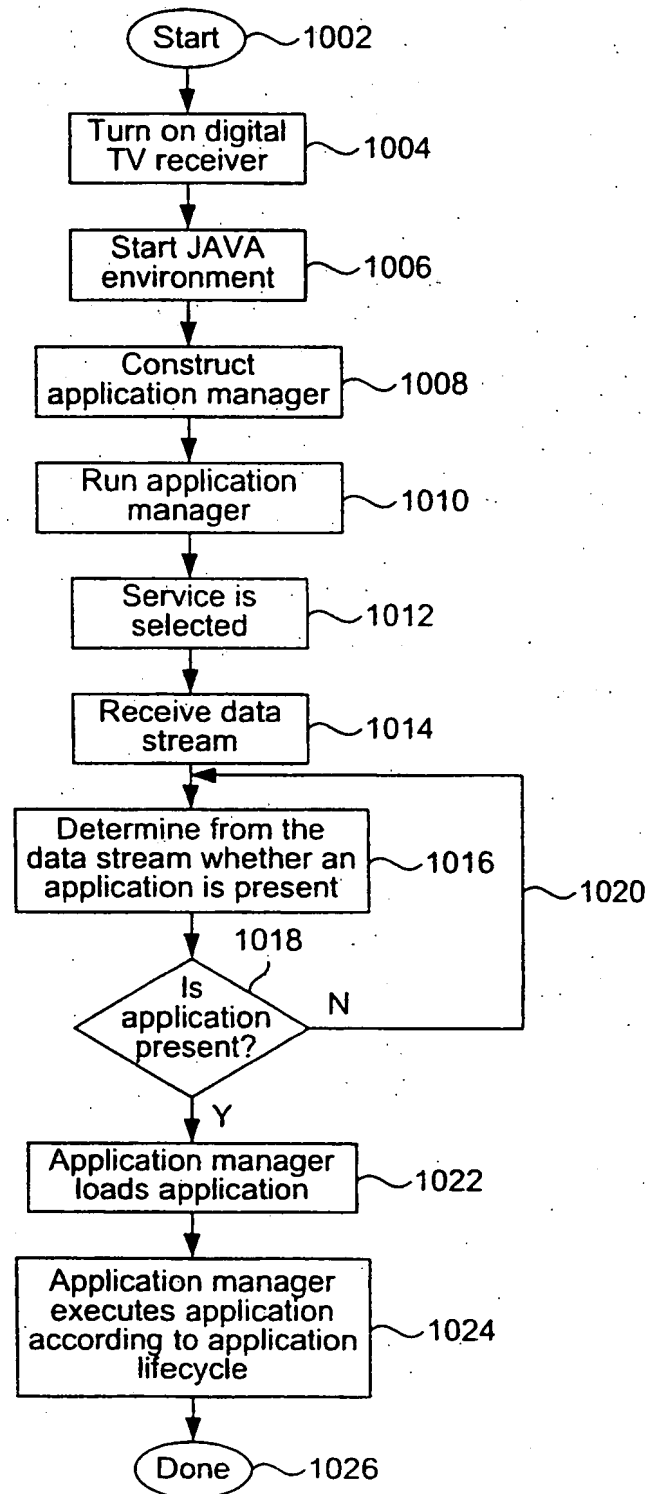 Start
1002
Turn on digital
TV receiver
1004
Start JAVA
environment
1006
Construct
application manager
1008
Run application
manager
1010
Service is
selected
1012
Receive data
stream
1014
Determine from the
data stream whether an
application is present
1016
1020
1018
Is
application
present?
N
Y
Application manager
loads application
1022
Application manager
executes application
according to application
lifecycle
1024
Done
1026